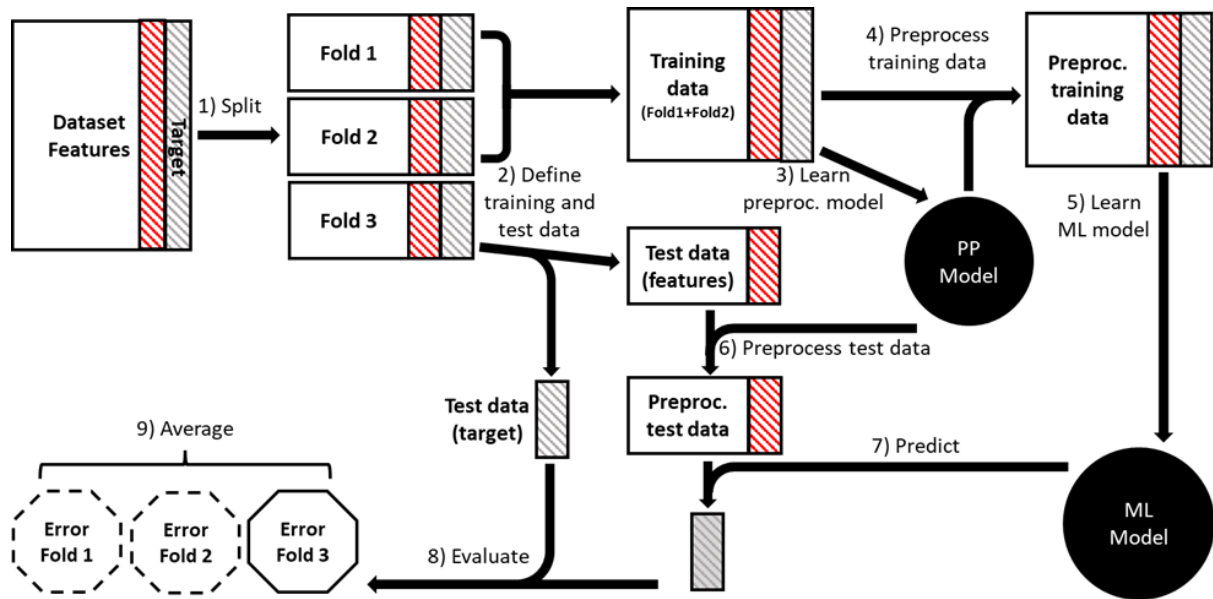 Dataset
Features
Target
1) Split
Fold 1
Fold 2
Fold 3
2) Define
training and
test data
Training
data
(Fold1+Fold2)
3) Learn
preproc. model
4) Preprocess
training data
Preproc.
training
data
PP
Model
5) Learn
ML model
Test data
(features)
6) Preprocess test data
Test data
(target)
Preproc.
test data
7) Predict
ML
Model
8) Evaluate
9) Average
Error
Fold 1
Error
Fold 2
Error
Fold 3